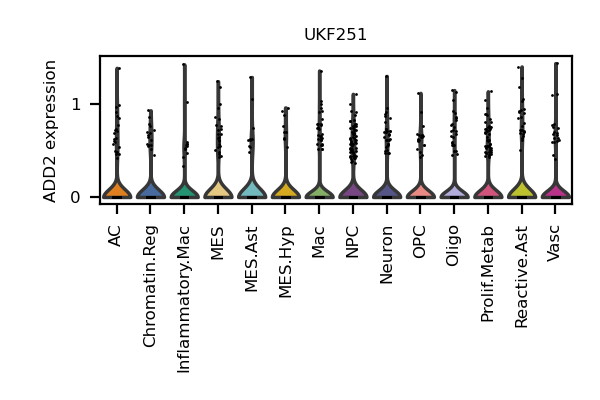 UKF251
ADD2 expression
1
0
AC
Chromatin.Reg
Inflammatory.Mac
MES
MES.Ast
MES.Hyp
Mac
NPC
Neuron
OPC
Oligo
Prolif.Metab
Reactive.Ast
Vasc